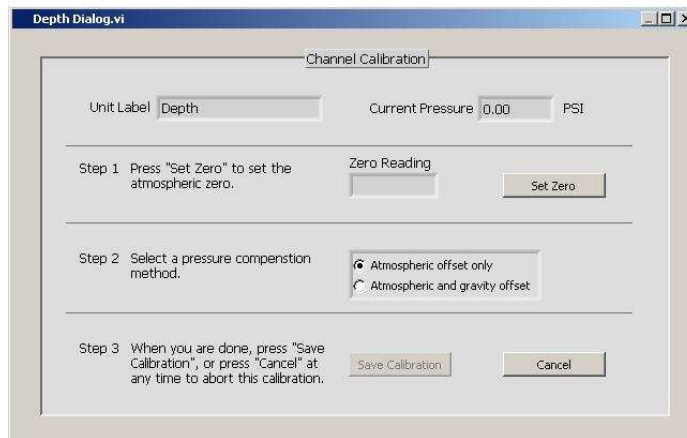 Depth Dialog.vi
Channel Calibration
Unit Label Depth Current Pressure 0.00 PSI
Step 1 Press "Set Zero" to set the
atmospheric zero.
Zero Reading
Set Zero
Step 2 Select a pressure compenstion
method.
Atmospheric offset only
Atmospheric and gravity offset
Step 3 When you are done, press "Save
Calibration", or press "Cancel" at
any time to abort this calibration.
Save Calibration
Cancel